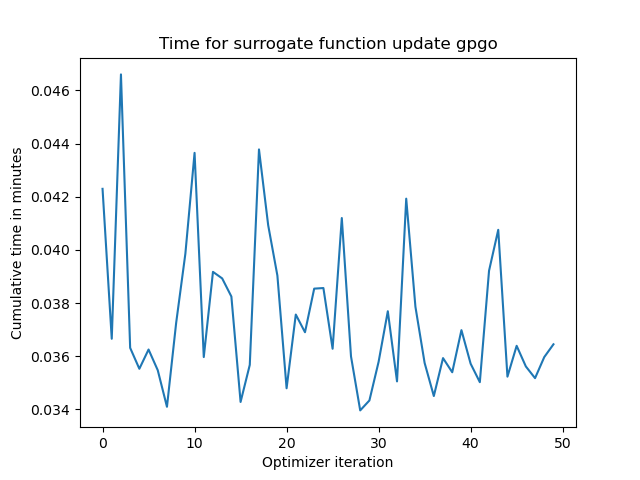 Time for surrogate function update gpgo
Cumulative time in minutes
0.046
0.044
0.042
0.040
0.038
0.036
0.034
0 10 20 30 40 50
Optimizer iteration